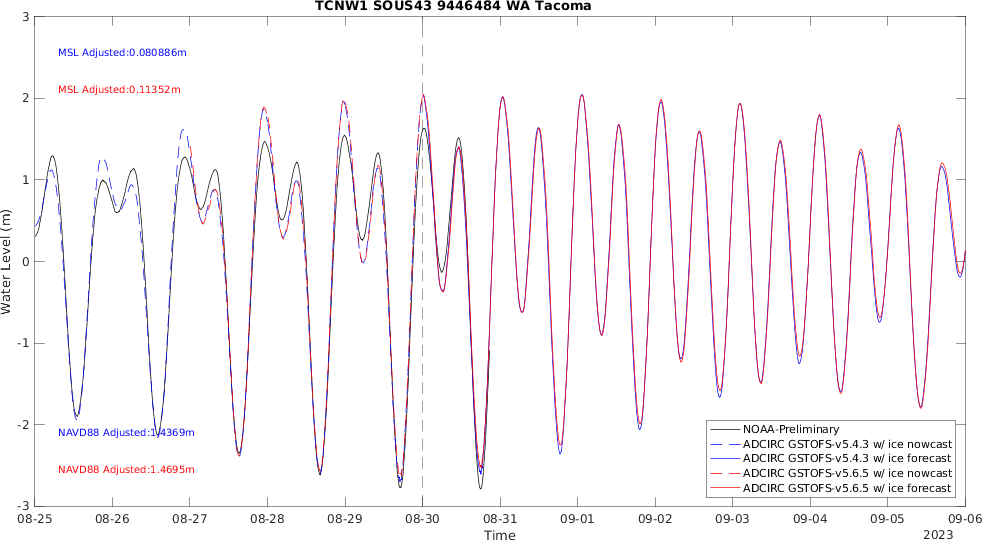 TCNW1 SOUS43 9446484 WA Tacoma
3
2
1
0
-1
-2
-3
Water Level (m)
MSL Adjusted:0.080886m
MSL Adjusted:0.11352m
NAVD88 Adjusted:1.4369m
NAVD88 Adjusted:1.4695m
NOAA-Preliminary
ADCIRC GSTOFS-v5.4.3 w/ ice nowcast
ADCIRC GSTOFS-v5.4.3 w/ ice forecast
ADCIRC GSTOFS-v5.6.5 w/ ice nowcast
ADCIRC GSTOFS-v5.6.5 w/ ice forecast
08-25 08-26 08-27 08-28 08-29 08-30 08-31 09-01 09-02 09-03 09-04 09-05 09-06
Time
2023